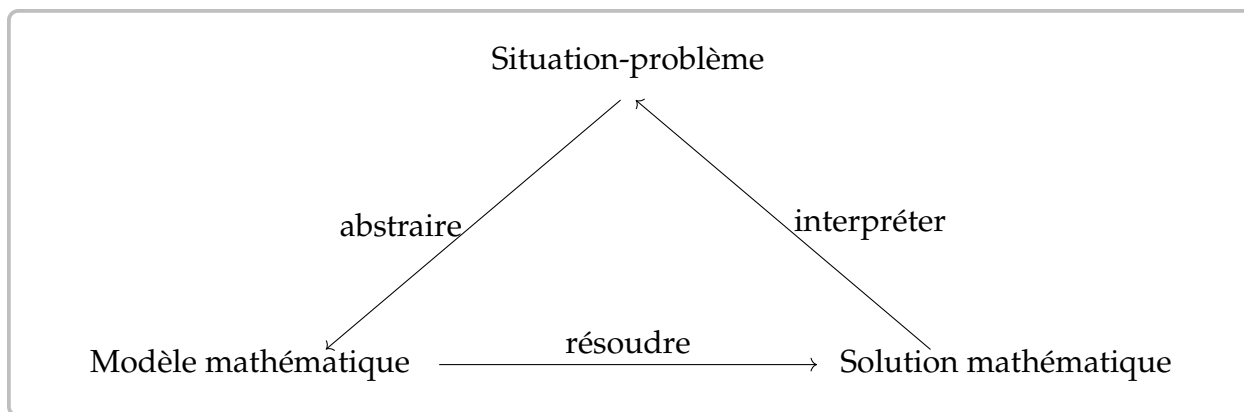 Situation-problème
abstraire
interpréter
résoudre
Modèle mathématique
Solution mathématique